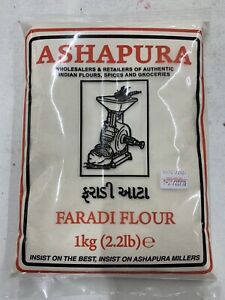 ASHAPURA
WHOLESALERS & RETAILERS OF AUTHENTIC
INDIAN FLOURS, SPICES AND GROCERIES
ફરાડી આટા
FARADI FLOUR
1kg (2.2lb) ℮
INSIST ON THE BEST, INSIST ON ASHAPURA MILLERS